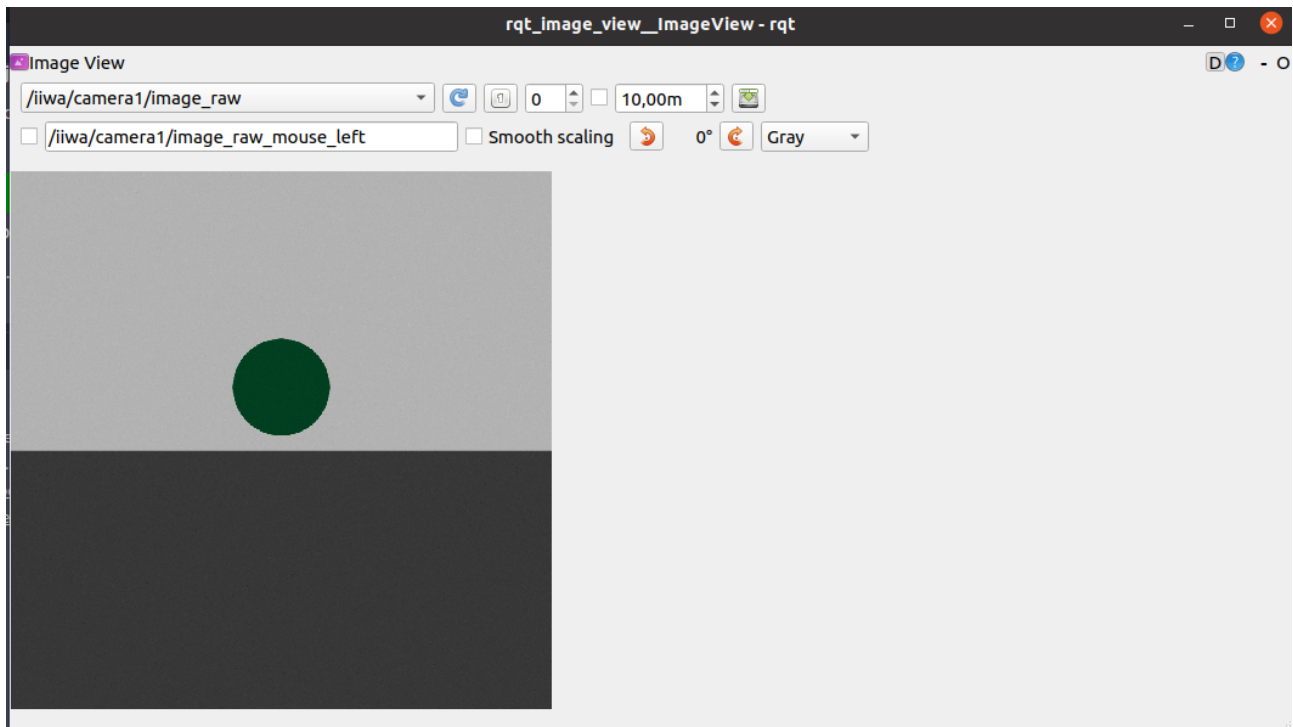 rqt_image_view__ImageView - rqt
Image View
D ? - O
/iiwa/camera1/image_raw 0 10,00m
/iiwa/camera1/image_raw_mouse_left Smooth scaling 0° Gray